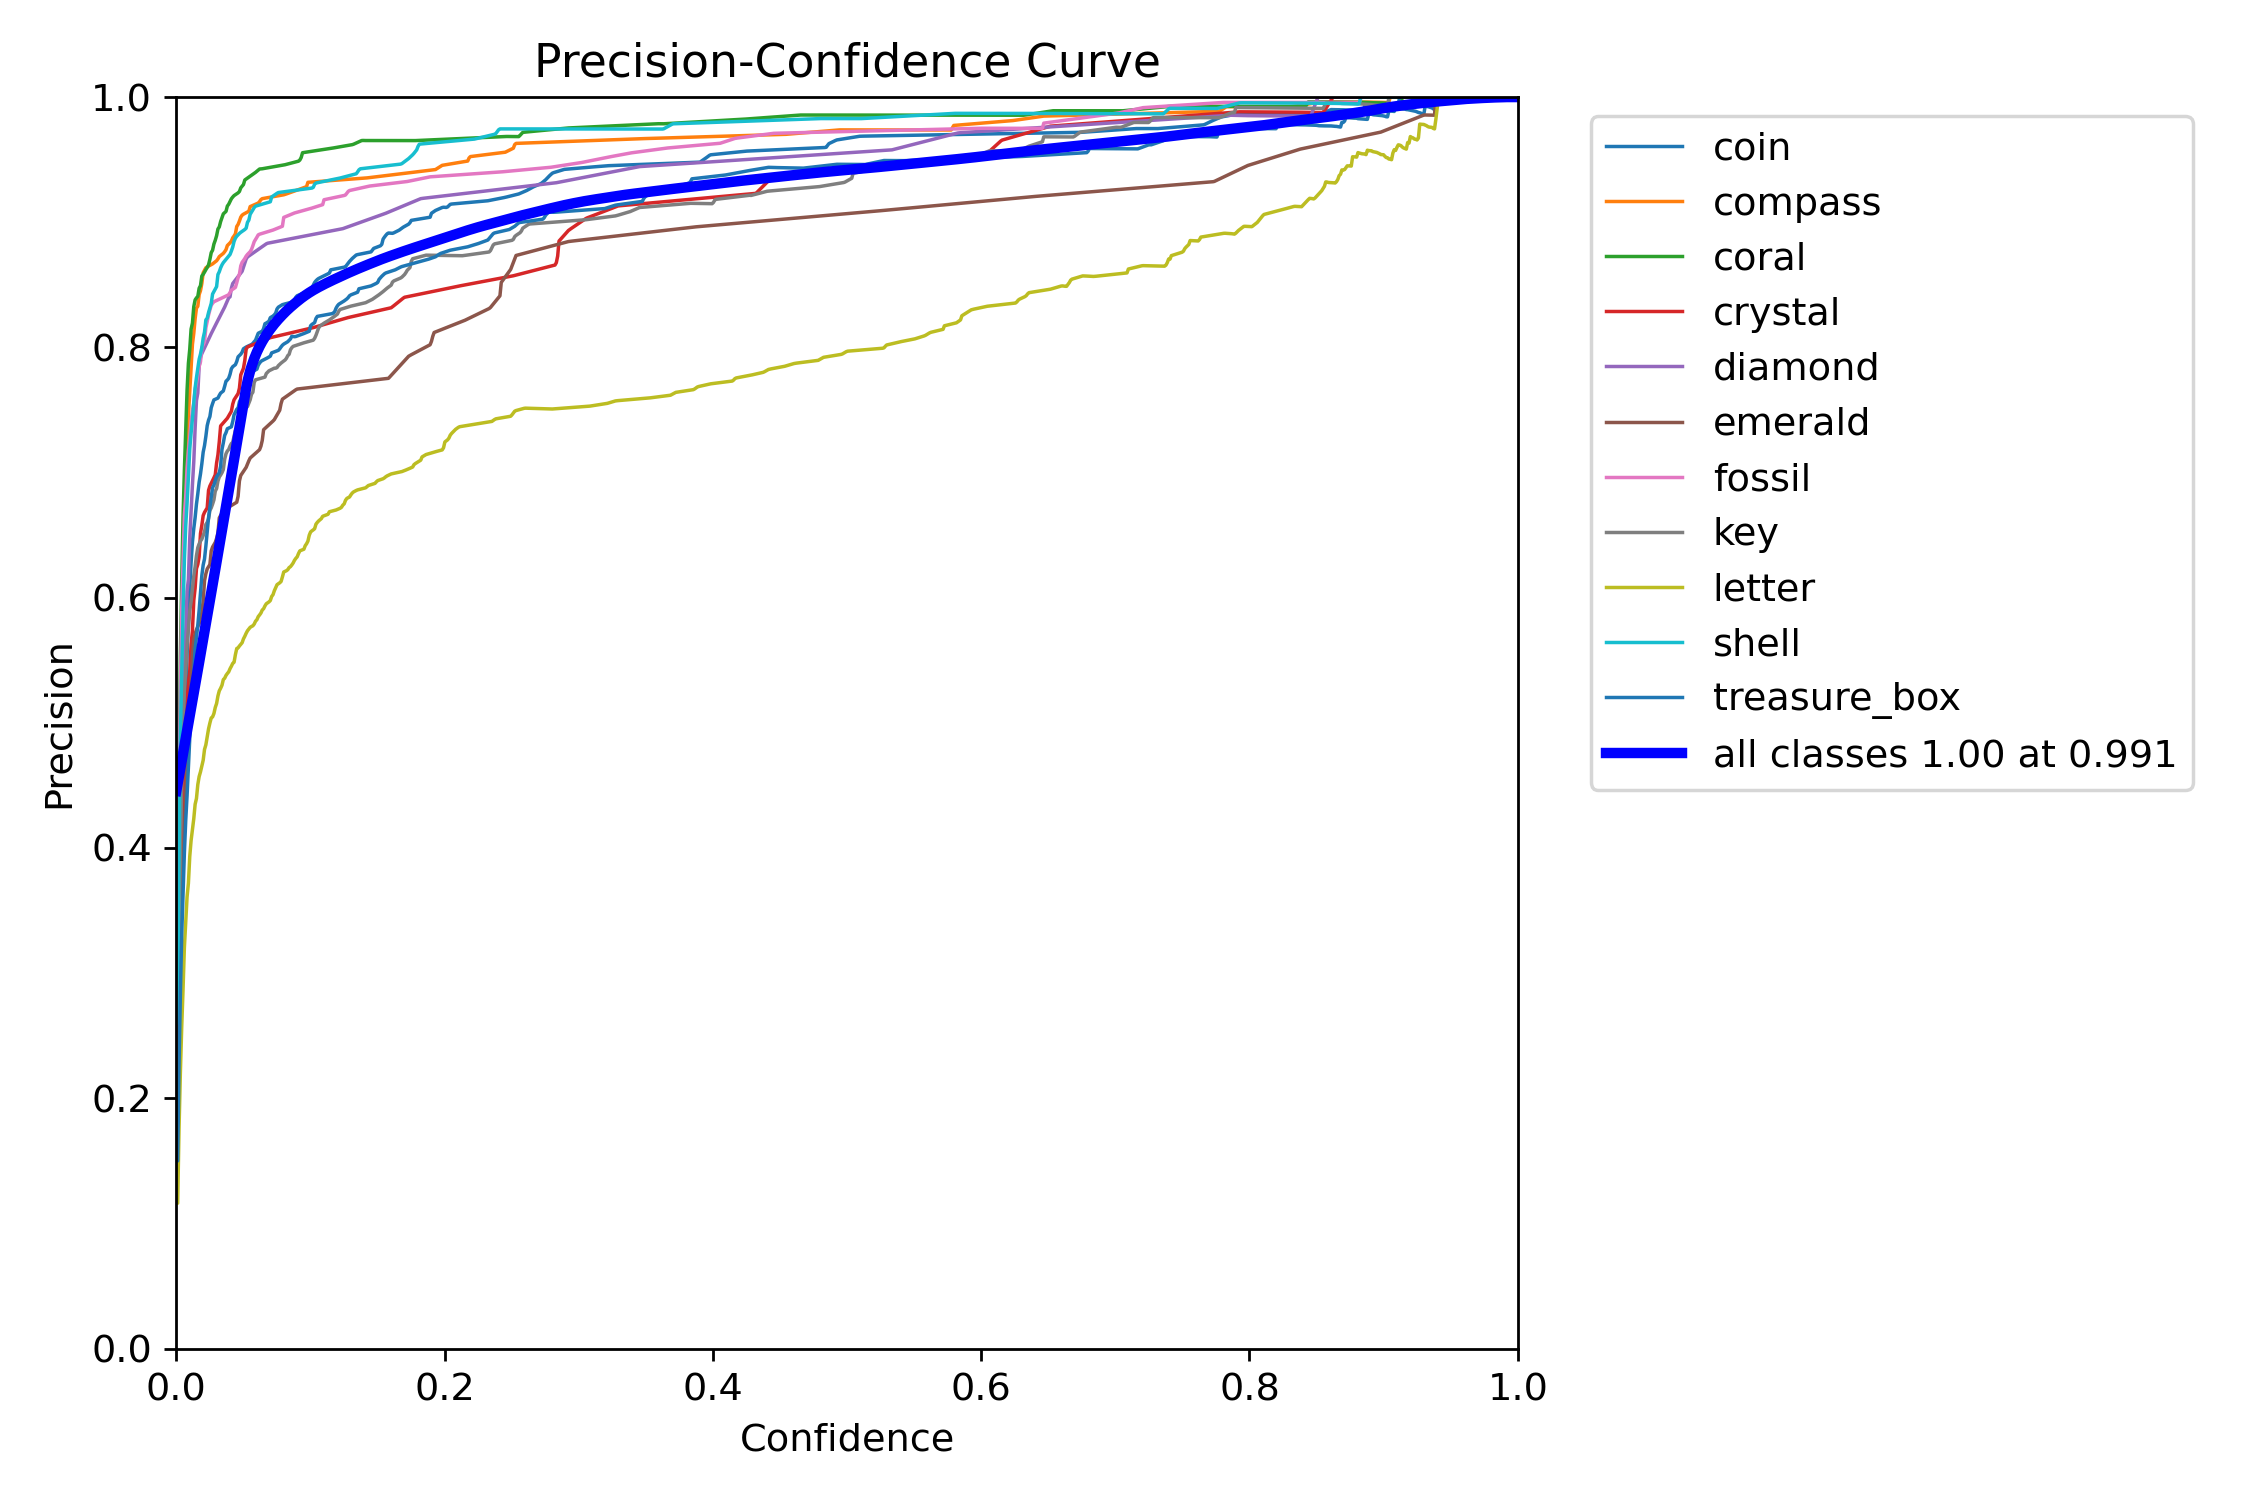 Precision-Confidence Curve
1.0
0.8
0.6
0.4
0.2
0.0
Precision
0.0 0.2 0.4 0.6 0.8 1.0
Confidence
coin
compass
coral
crystal
diamond
emerald
fossil
key
letter
shell
treasure_box
all classes 1.00 at 0.991